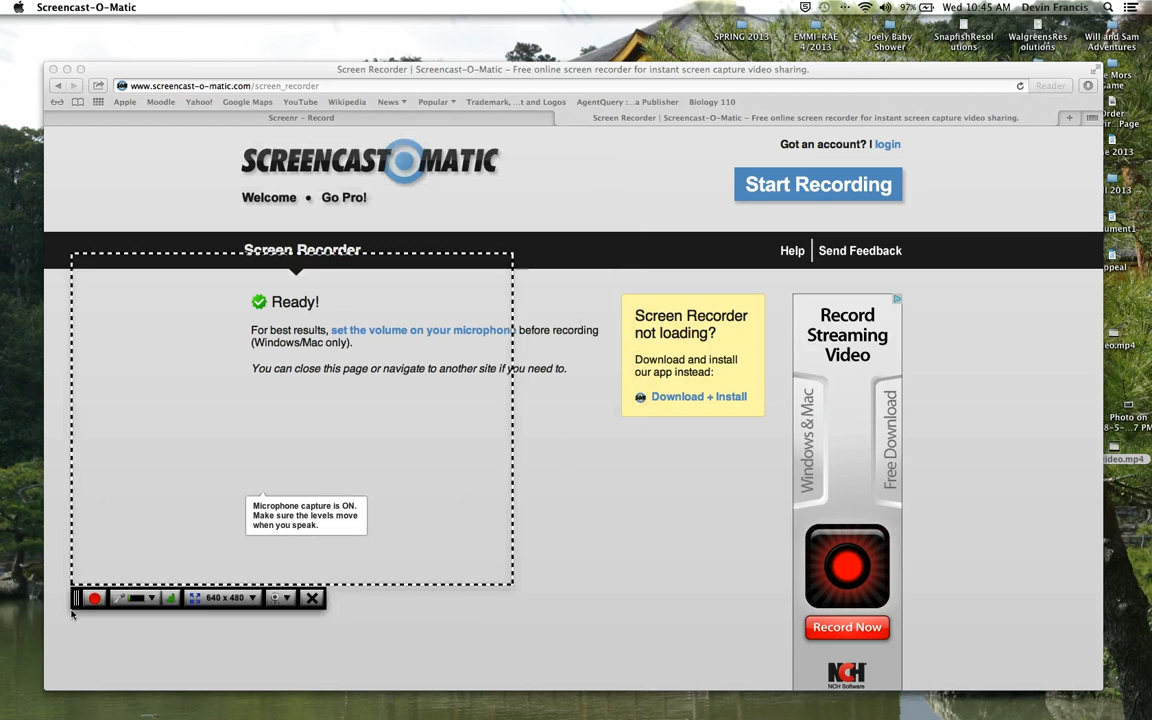 Screencast-O-Matic
97%
Wed 10:45 AM
Devin Francis
SPRING 2013
EMMI-RAE
4/2013
Joely Baby
Shower
SnapfishResol
utions
WalgreensRes
olutions
Will and Sam
Adventures
Screen Recorder | Screencast-O-Matic - Free online screen recorder for instant screen capture video sharing.
www.screencast-o-matic.com/screen_recorder
Reader
Apple
Moodle
Yahoo!
Google Maps
YouTube
Wikipedia
News
Popular
Trademark, ...t and Logos
AgentQuery :...a Publisher
Biology 110
Screenr - Record
Screen Recorder | Screencast-O-Matic - Free online screen recorder for instant screen capture video sharing.
Got an account? | login
SCREENCAST MATIC
Start Recording
Welcome • Go Pro!
Screen Recorder
Help
Send Feedback
Ready!
For best results, set the volume on your microphone before recording
(Windows/Mac only).
You can close this page or navigate to another site if you need to.
Screen Recorder
not loading?
Download and install
our app instead:
Download + Install
Record
Streaming
Video
Windows & Mac
Free Download
Microphone capture is ON.
Make sure the levels move
when you speak.
640 x 480
Record Now
NCH
NCH Software
Photo on
video.mp4